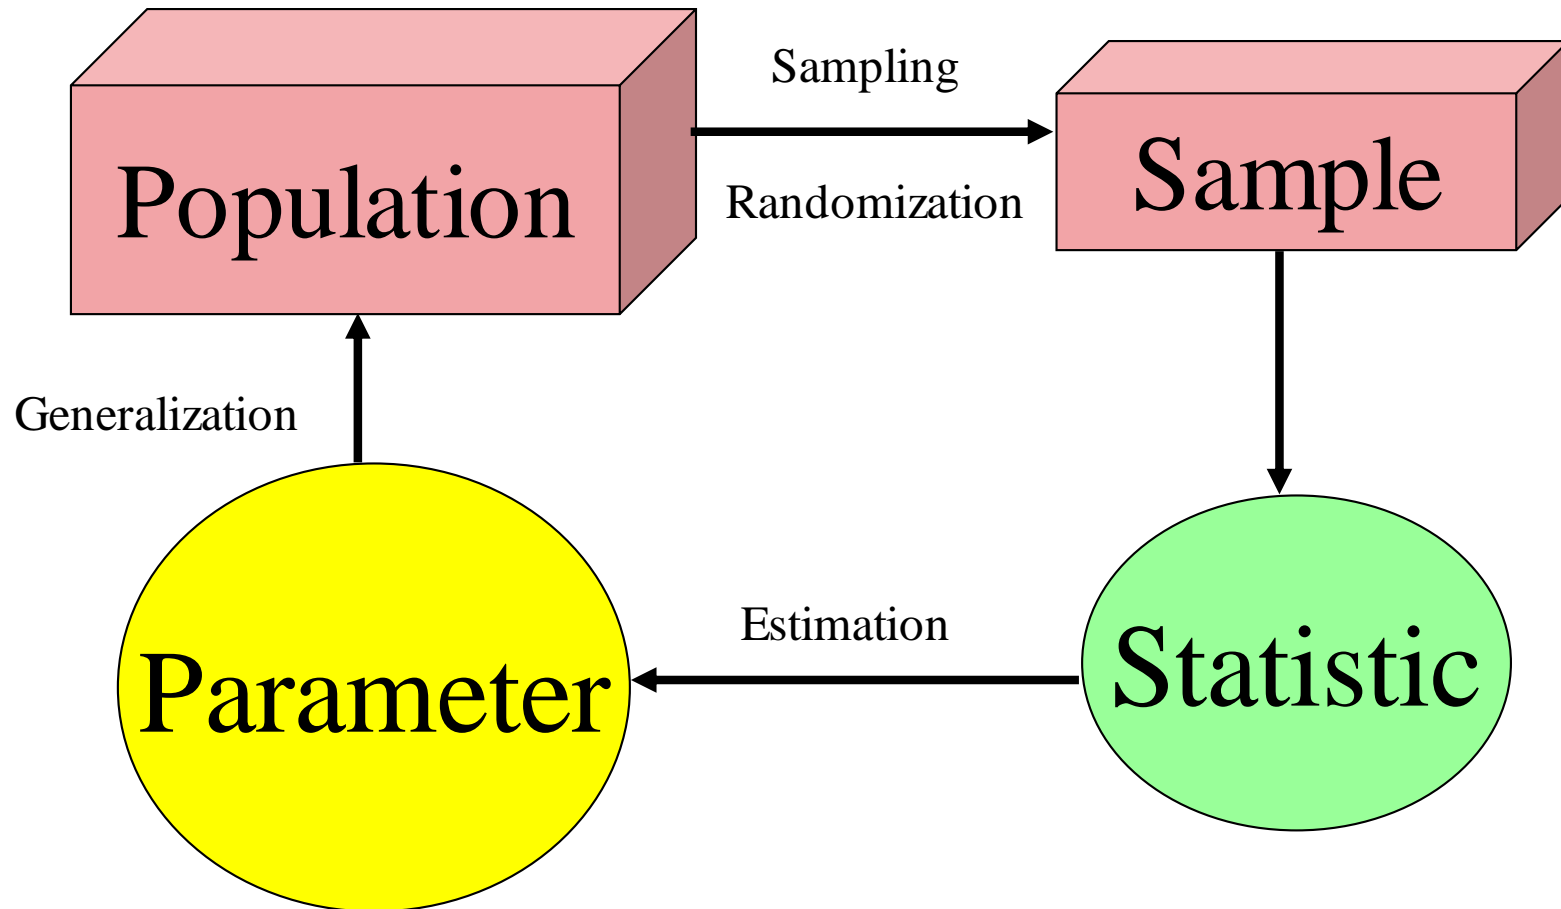 Sampling
Population
Randomization
Sample
Generalization
Estimation
Parameter
Statistic